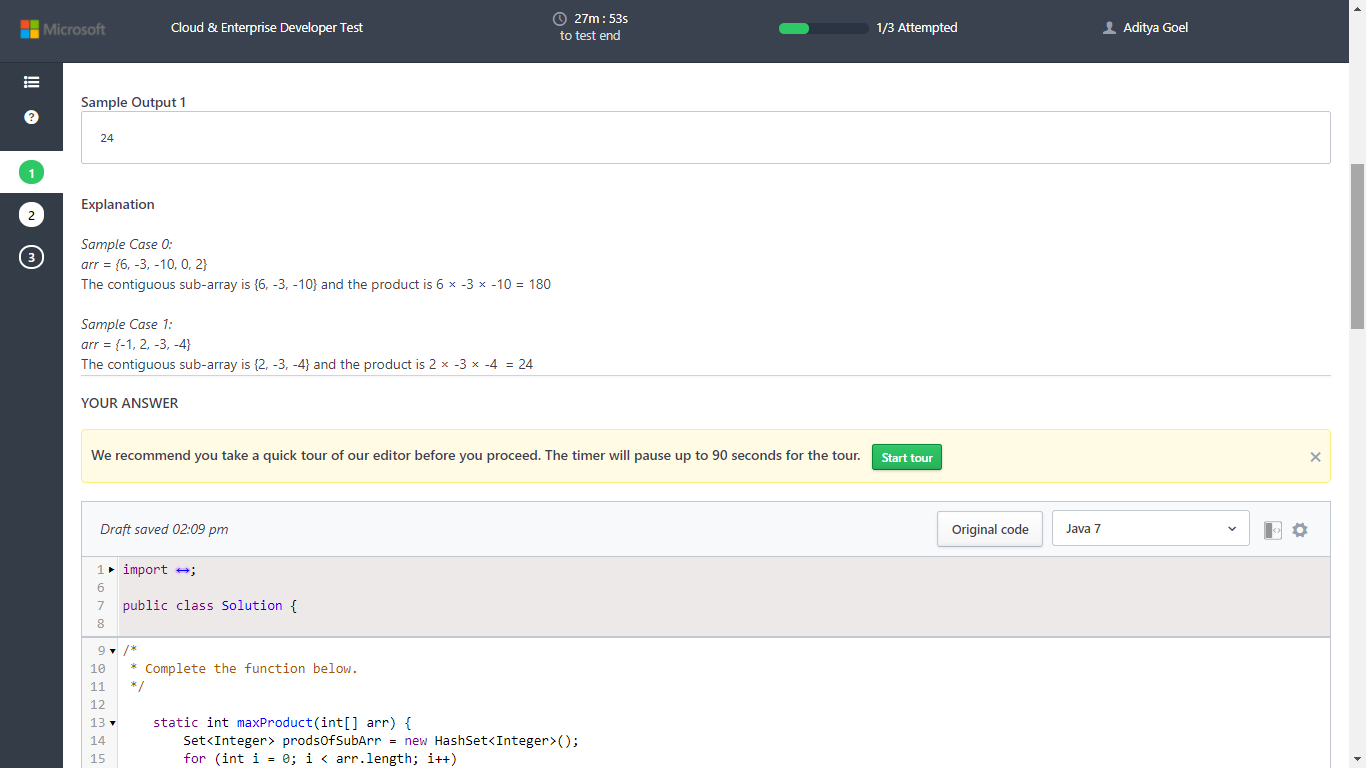 Microsoft
Cloud & Enterprise Developer Test
27m : 53s
to test end
1/3 Attempted
Aditya Goel
?
1
2
3
Sample Output 1
24
Explanation
Sample Case 0:
arr = {6, -3, -10, 0, 2}
The contiguous sub-array is {6, -3, -10} and the product is 6 × -3 × -10 = 180
Sample Case 1:
arr = {-1, 2, -3, -4}
The contiguous sub-array is {2, -3, -4} and the product is 2 × -3 × -4  = 24
YOUR ANSWER
We recommend you take a quick tour of our editor before you proceed. The timer will pause up to 90 seconds for the tour. Start tour
Draft saved 02:09 pm
Original code
Java 7
1 import ↔;
6
7 public class Solution {
8
9 /*
10  * Complete the function below.
11  */
12
13     static int maxProduct(int[] arr) {
14         Set<Integer> prodsOfSubArr = new HashSet<Integer>();
15         for (int i = 0; i < arr.length; i++)